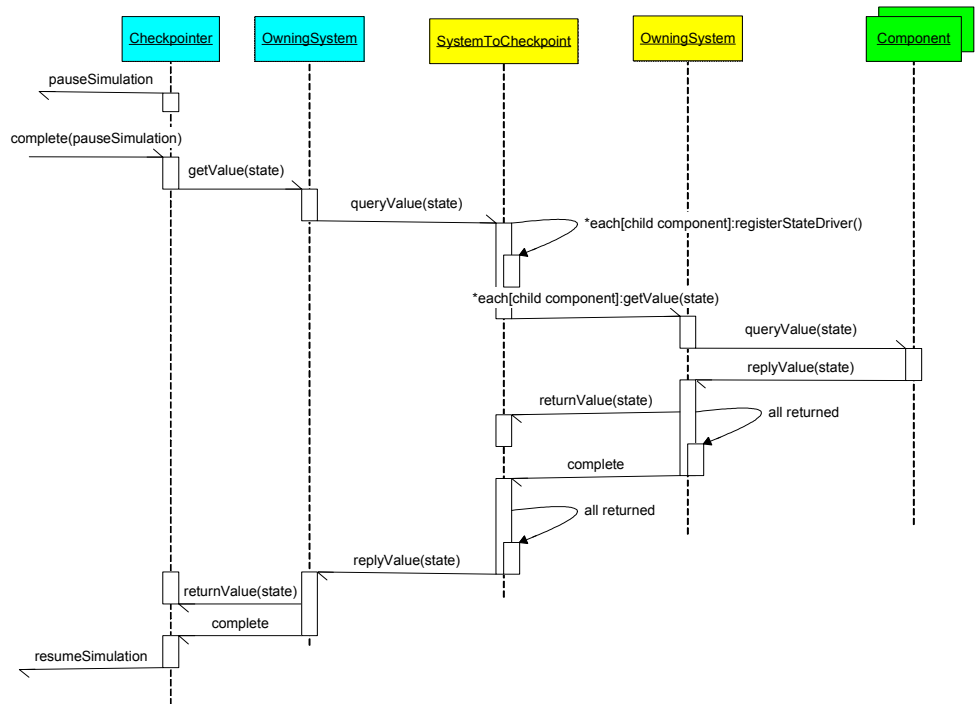 Checkpointer
OwningSystem
SystemToCheckpoint
OwningSystem
Component
pauseSimulation
complete(pauseSimulation)
getValue(state)
queryValue(state)
*each[child component]:registerStateDriver()
*each[child component]:getValue(state)
queryValue(state)
replyValue(state)
returnValue(state)
all returned
complete
all returned
replyValue(state)
returnValue(state)
complete
resumeSimulation